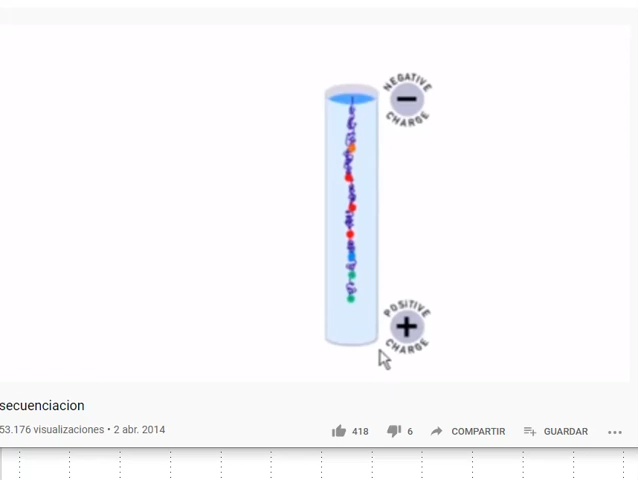 NEGATIVE
CHARGE
POSITIVE
CHARGE
secuenciacion
53.176 visualizaciones • 2 abr. 2014
418
6
COMPARTIR
GUARDAR